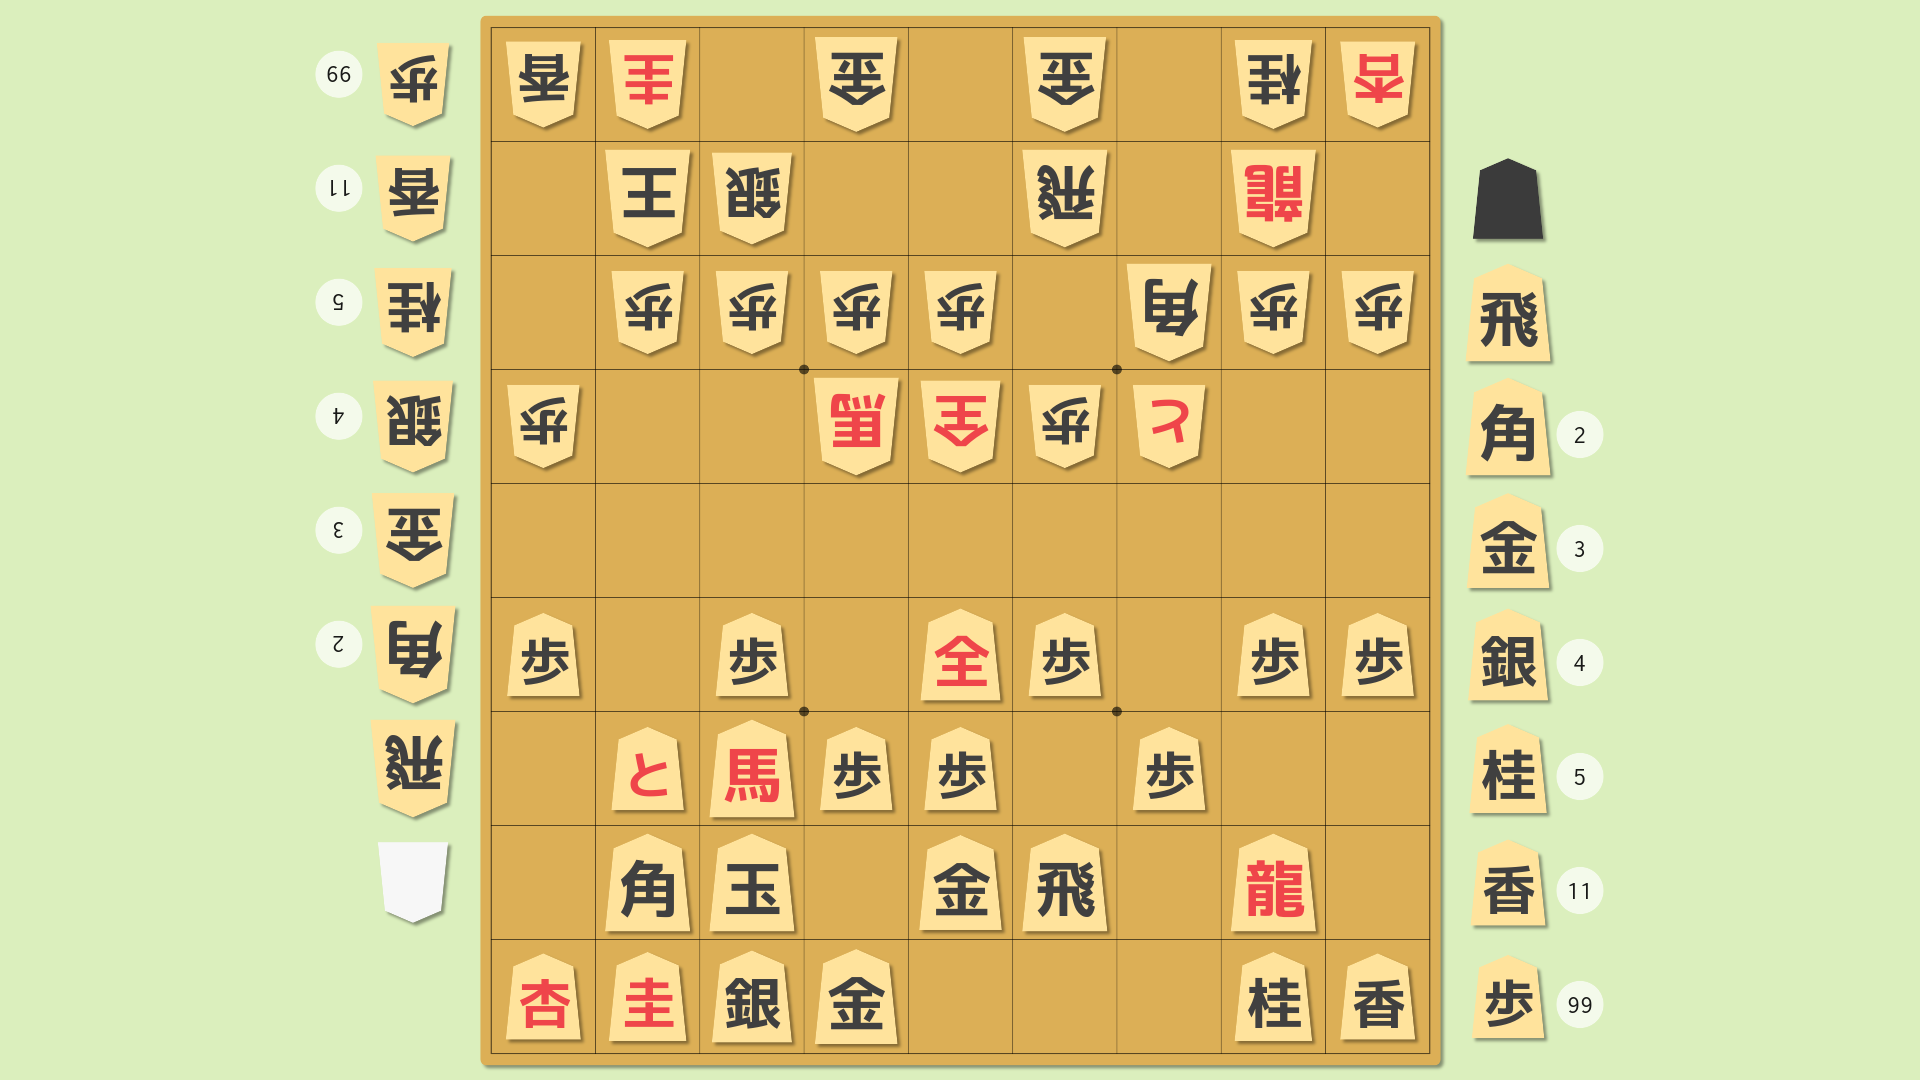 99 歩 香 圭 金 金 桂 杏
11 香 王 銀 飛 龍
5 桂 歩 歩 歩 歩 角 歩 歩 飛
4 銀 歩 馬 全 歩 と 角 2
3 金 金 3
2 角 歩 歩 全 歩 歩 歩 銀 4
飛 と 馬 歩 歩 歩 桂 5
角 玉 金 飛 龍 香 11
杏 圭 銀 金 桂 香 歩 99